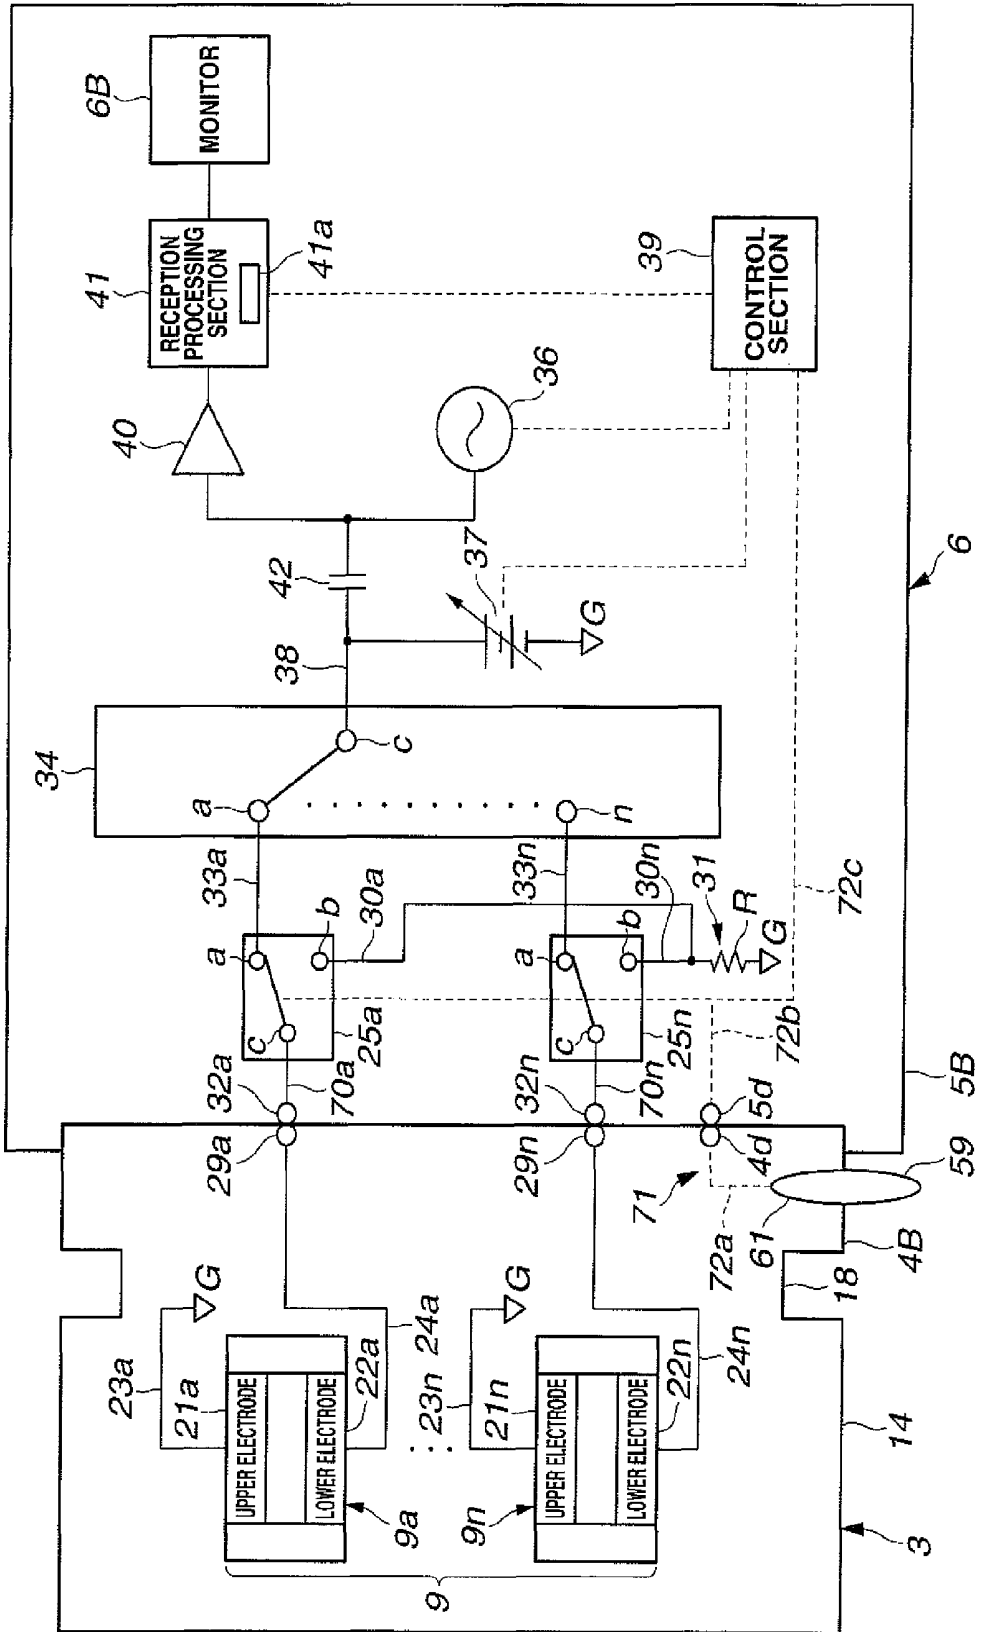 6B
MONITOR
41
RECEPTION
PROCESSING
SECTION
41a
39
CONTROL
SECTION
40
36
42
37
G
6
38
34
a
c
n
33a
33n
a
b
30a
c
25a
a
b
30n
c
25n
31
R
G
72c
72b
70a
70n
32a
29a
32n
29n
5d
4d
5B
59
71
72a
61
4B
18
G
23a
21a
UPPER ELECTRODE
LOWER ELECTRODE
22a
24a
9a
G
23n
21n
UPPER ELECTRODE
LOWER ELECTRODE
22n
24n
9n
9
14
3